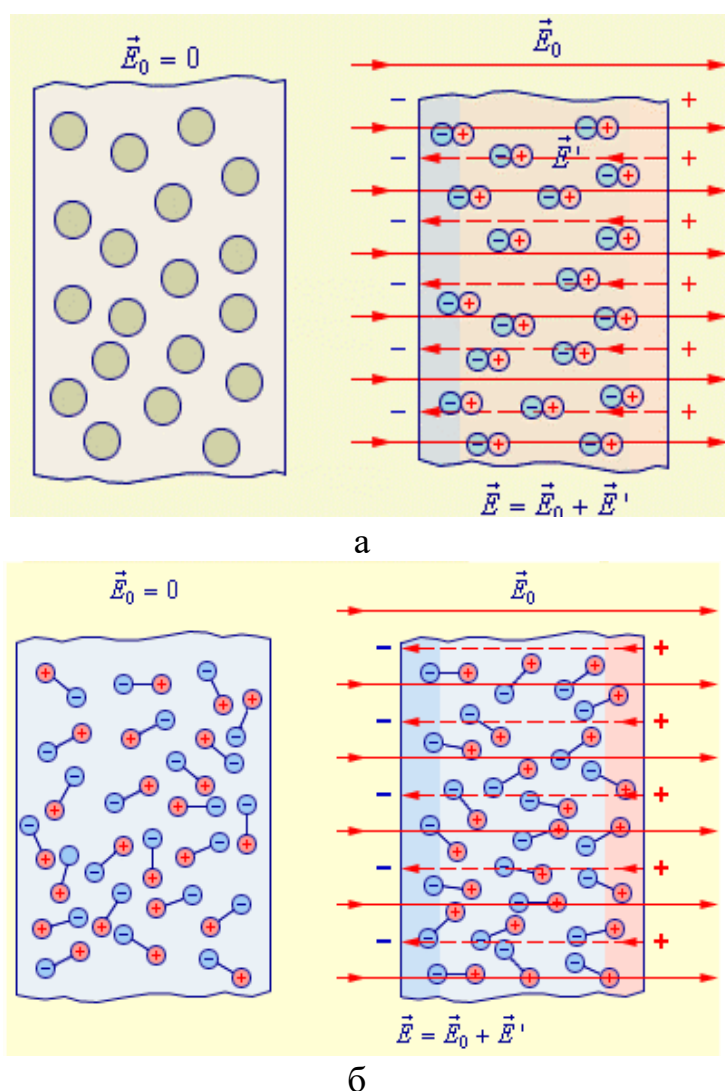 E⃗₀ = 0
E⃗₀
E⃗'
E⃗ = E⃗₀ + E⃗'
а
E⃗₀ = 0
E⃗₀
E⃗ = E⃗₀ + E⃗'
б